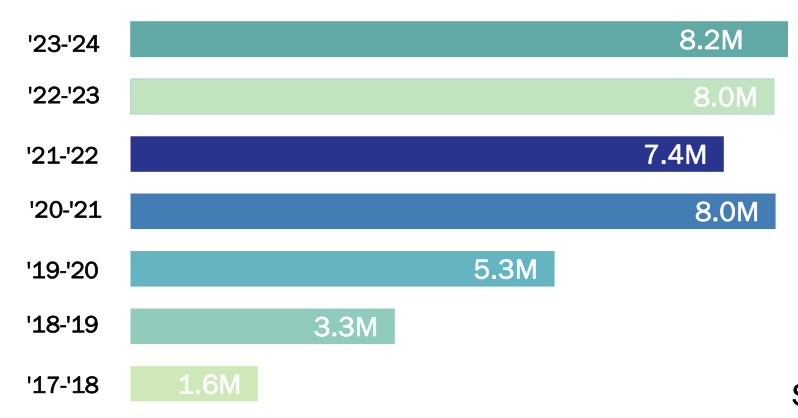 '23-'24 8.2M
'22-'23 8.0M
'21-'22 7.4M
'20-'21 8.0M
'19-'20 5.3M
'18-'19 3.3M
'17-'18 1.6M